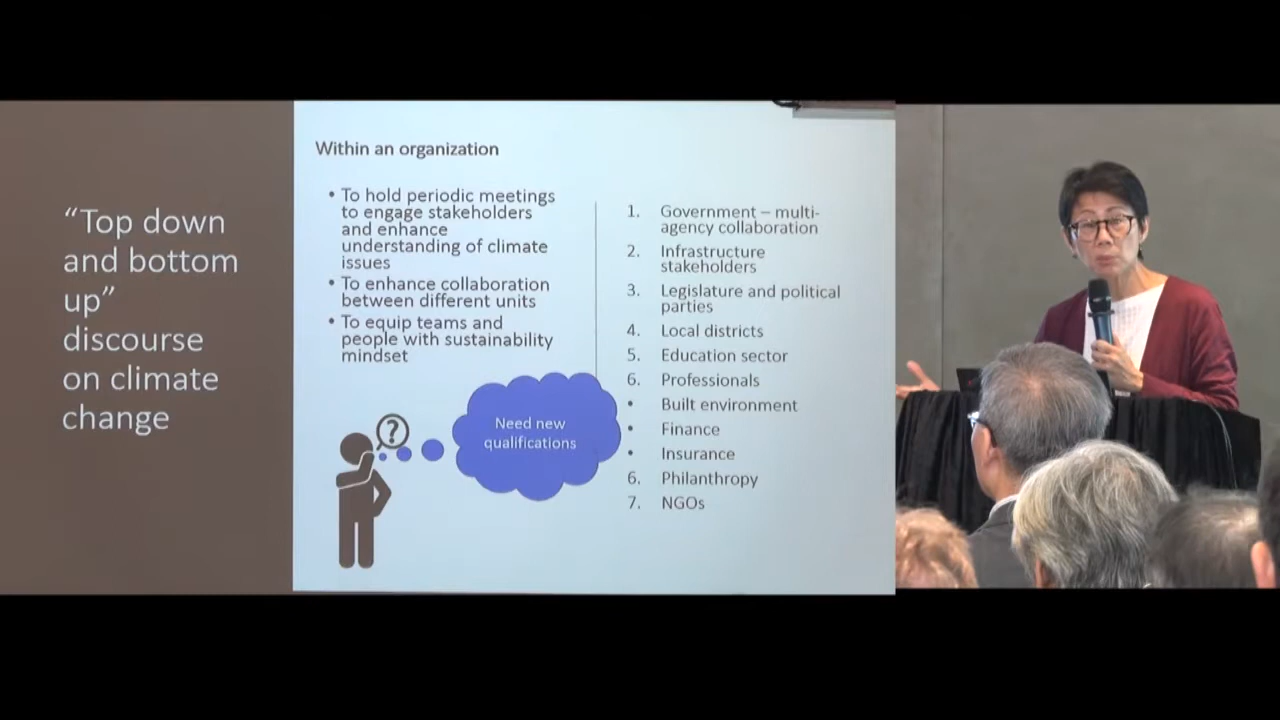 “Top down
and bottom
up”
discourse
on climate
change
Within an organization
• To hold periodic meetings
to engage stakeholders
and enhance
understanding of climate
issues
• To enhance collaboration
between different units
• To equip teams and
people with sustainability
mindset
?
Need new
qualifications
1. Government – multi-
agency collaboration
2. Infrastructure
stakeholders
3. Legislature and political
parties
4. Local districts
5. Education sector
6. Professionals
• Built environment
• Finance
• Insurance
6. Philanthropy
7. NGOs